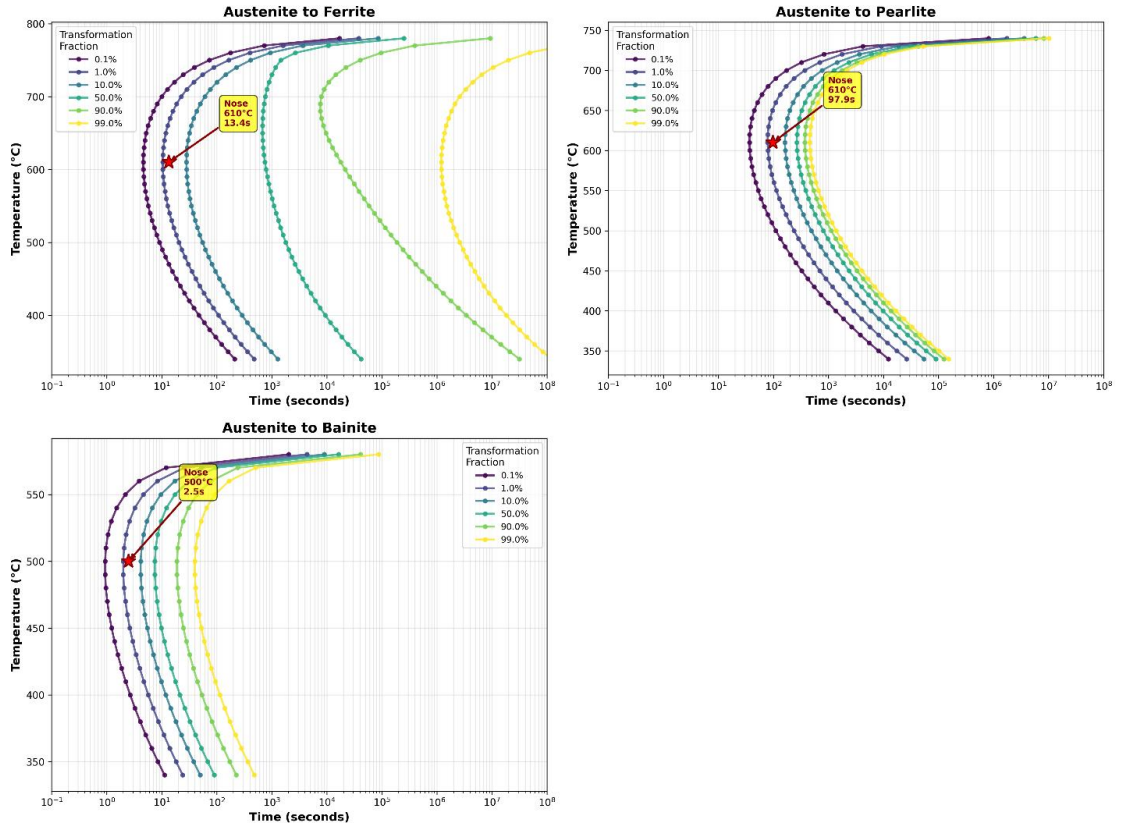 Austenite to Ferrite
Transformation
Fraction
0.1%
1.0%
10.0%
50.0%
90.0%
99.0%
Nose
610°C
13.4s
Temperature (°C)
800
700
600
500
400
10⁻¹ 10⁰ 10¹ 10² 10³ 10⁴ 10⁵ 10⁶ 10⁷ 10⁸
Time (seconds)
Austenite to Pearlite
Transformation
Fraction
0.1%
1.0%
10.0%
50.0%
90.0%
99.0%
Nose
610°C
97.9s
Temperature (°C)
750
700
650
600
550
500
450
400
350
10⁻¹ 10⁰ 10¹ 10² 10³ 10⁴ 10⁵ 10⁶ 10⁷ 10⁸
Time (seconds)
Austenite to Bainite
Transformation
Fraction
0.1%
1.0%
10.0%
50.0%
90.0%
99.0%
Nose
500°C
2.5s
Temperature (°C)
550
500
450
400
350
10⁻¹ 10⁰ 10¹ 10² 10³ 10⁴ 10⁵ 10⁶ 10⁷ 10⁸
Time (seconds)